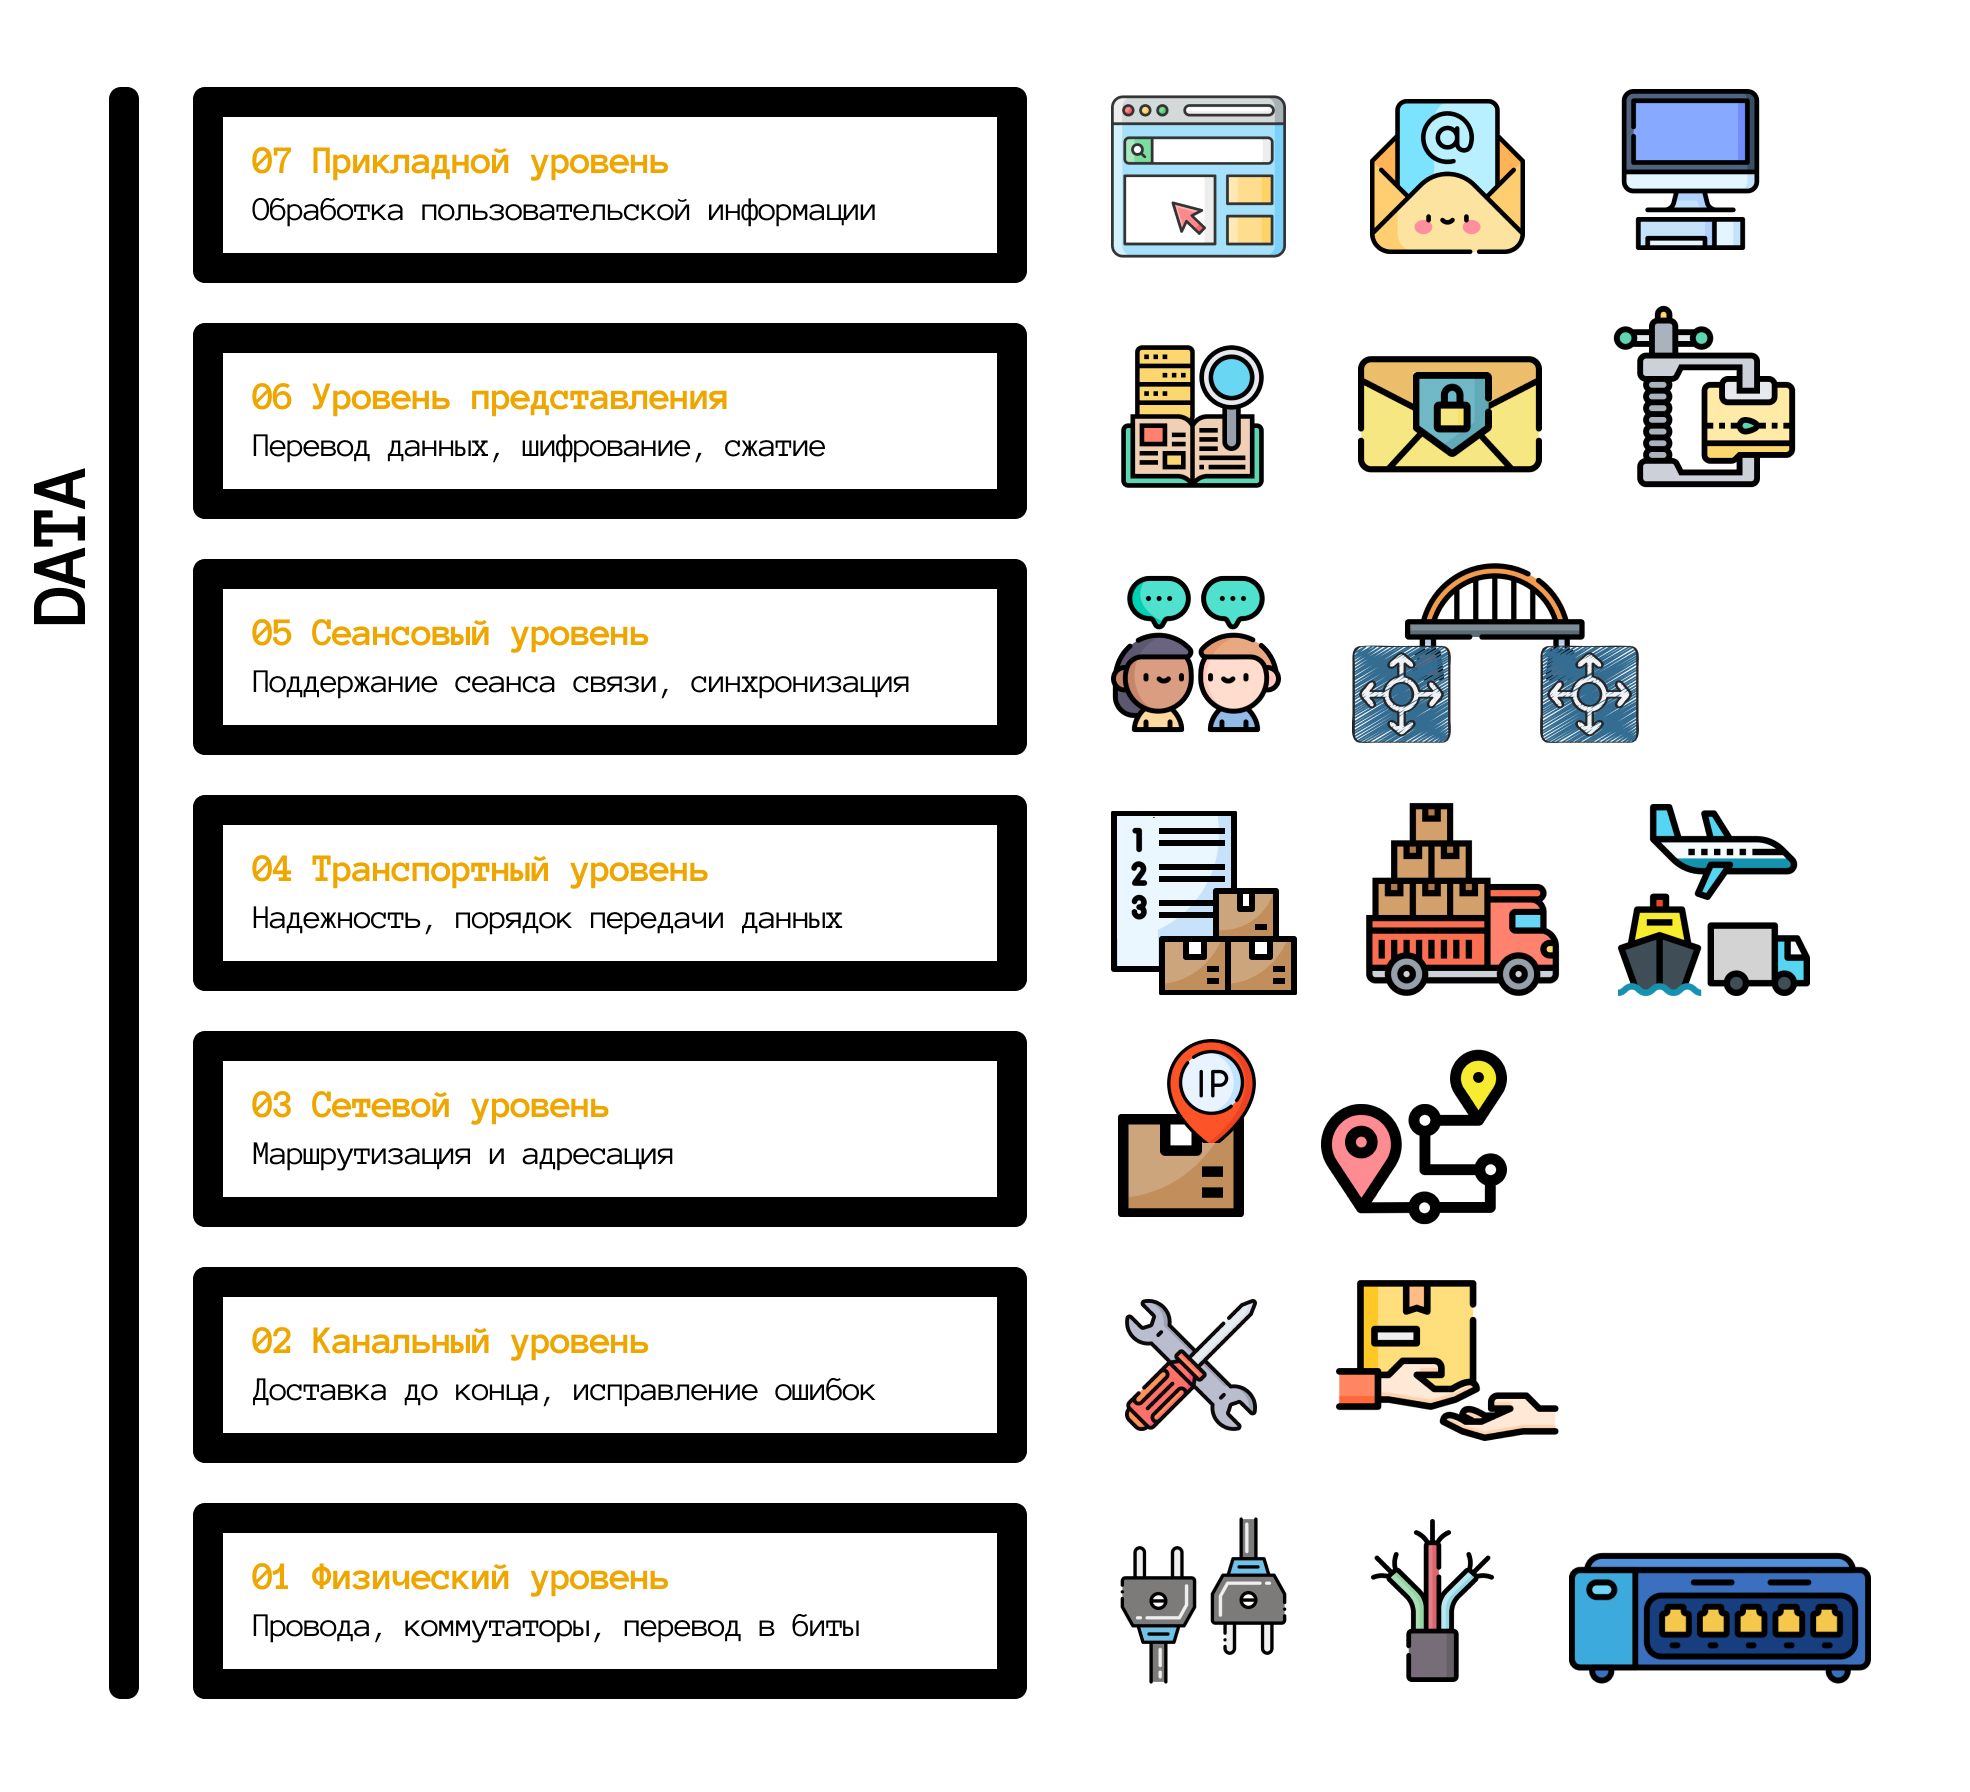 DATA
07 Прикладной уровень
Обработка пользовательской информации
@
06 Уровень представления
Перевод данных, шифрование, сжатие
05 Сеансовый уровень
Поддержание сеанса связи, синхронизация
04 Транспортный уровень
Надежность, порядок передачи данных
1
2
3
03 Сетевой уровень
Маршрутизация и адресация
IP
02 Канальный уровень
Доставка до конца, исправление ошибок
01 Физический уровень
Провода, коммутаторы, перевод в биты